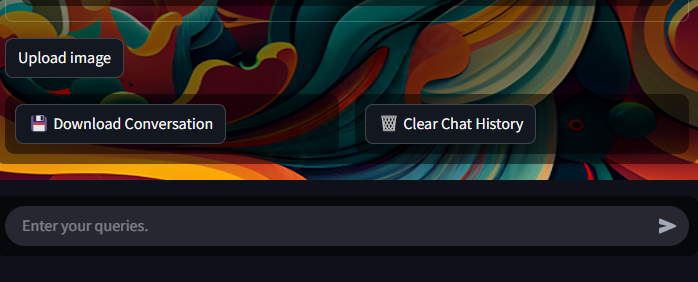 Upload image
Download Conversation
Clear Chat History
Enter your queries.